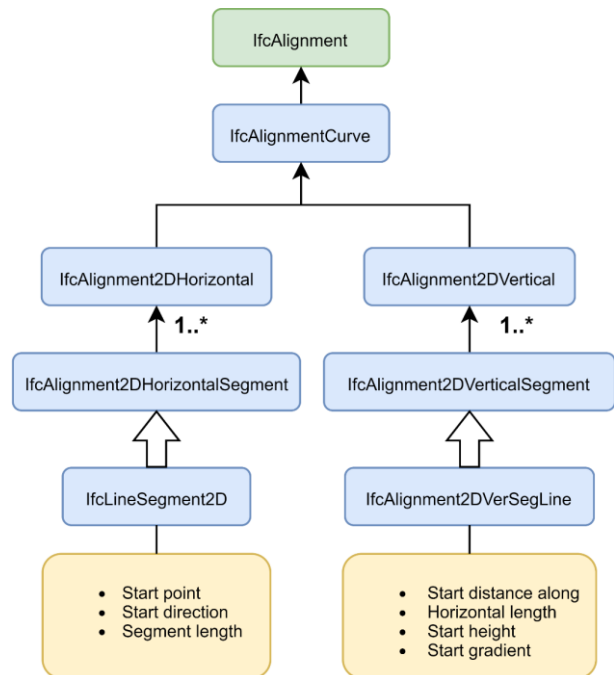 IfcAlignment
IfcAlignmentCurve
IfcAlignment2DHorizontal
IfcAlignment2DVertical
1..*
1..*
IfcAlignment2DHorizontalSegment
IfcAlignment2DVerticalSegment
IfcLineSegment2D
IfcAlignment2DVerSegLine
• Start point
• Start direction
• Segment length
• Start distance along
• Horizontal length
• Start height
• Start gradient